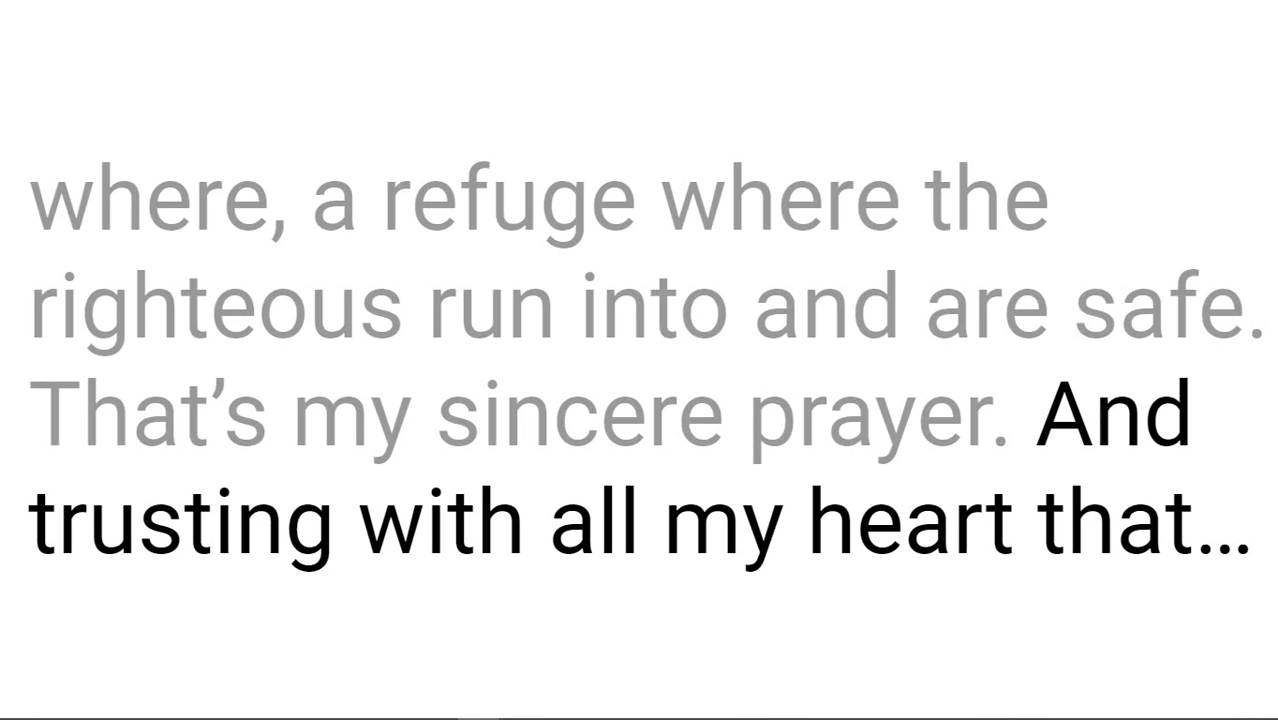 where, a refuge where the
righteous run into and are safe.
That’s my sincere prayer. And
trusting with all my heart that…